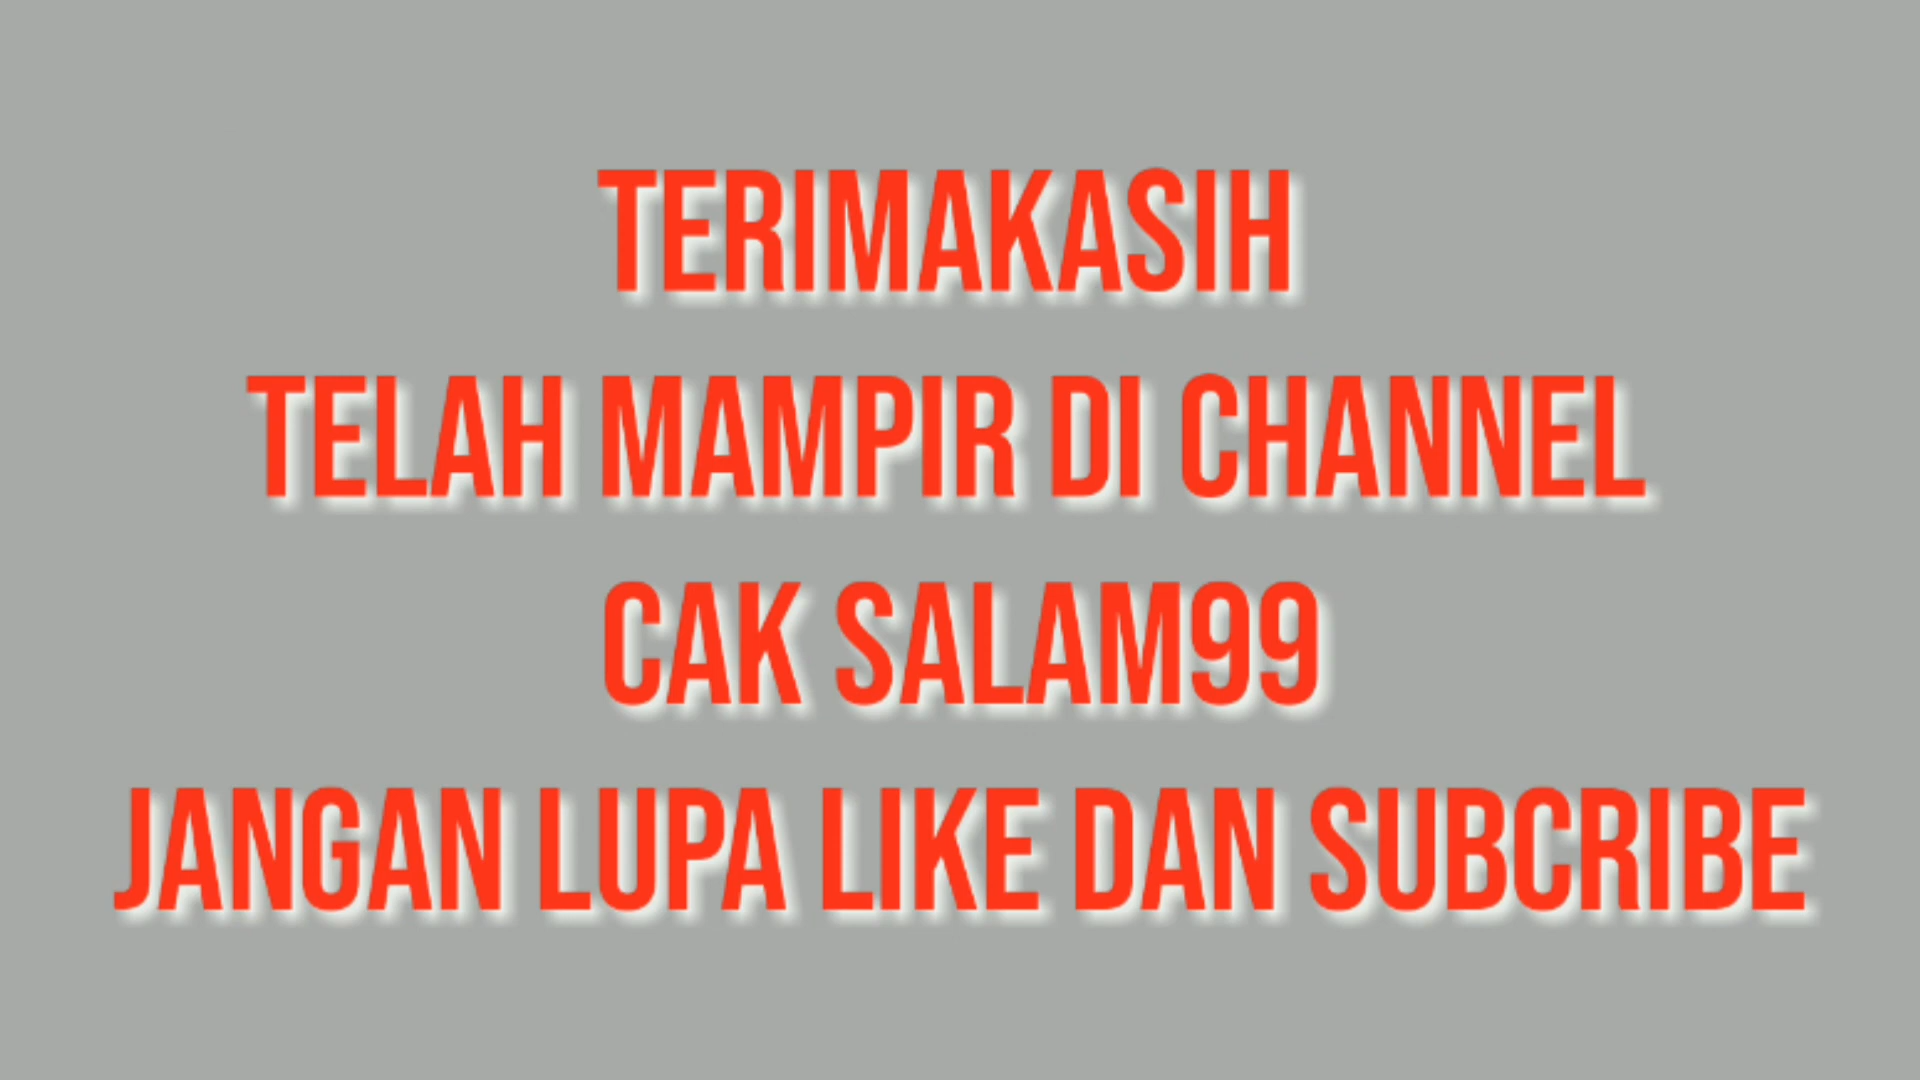 TERIMAKASIH
TELAH MAMPIR DI CHANNEL
CAK SALAM99
JANGAN LUPA LIKE DAN SUBCRIBE